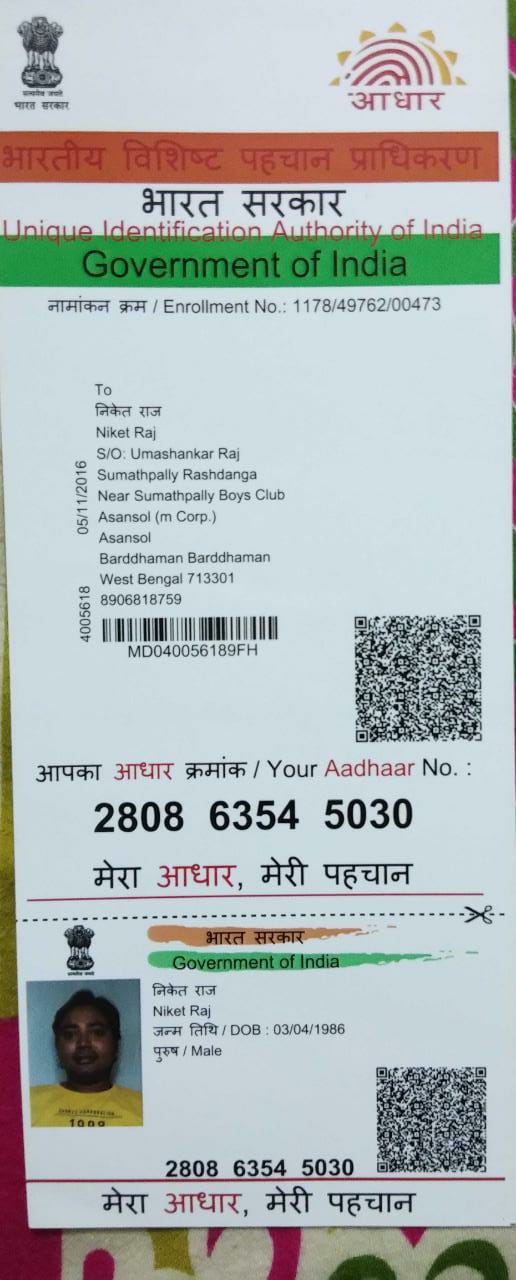 सत्यमेव जयते
भारत सरकार
आधार
भारतीय विशिष्ट पहचान प्राधिकरण
भारत सरकार
Unique Identification Authority of India
Government of India
नामांकन क्रम / Enrollment No.: 1178/49762/00473
To
निकेत राज
Niket Raj
S/O: Umashankar Raj
Sumathpally Rashdanga
Near Sumathpally Boys Club
Asansol (m Corp.)
Asansol
Barddhaman Barddhaman
West Bengal 713301
8906818759
05/11/2016
4005618
MD040056189FH
आपका आधार क्रमांक / Your Aadhaar No. :
2808 6354 5030
मेरा आधार, मेरी पहचान
भारत सरकार
Government of India
निकेत राज
Niket Raj
जन्म तिथि / DOB : 03/04/1986
पुरुष / Male
2808 6354 5030
मेरा आधार, मेरी पहचान